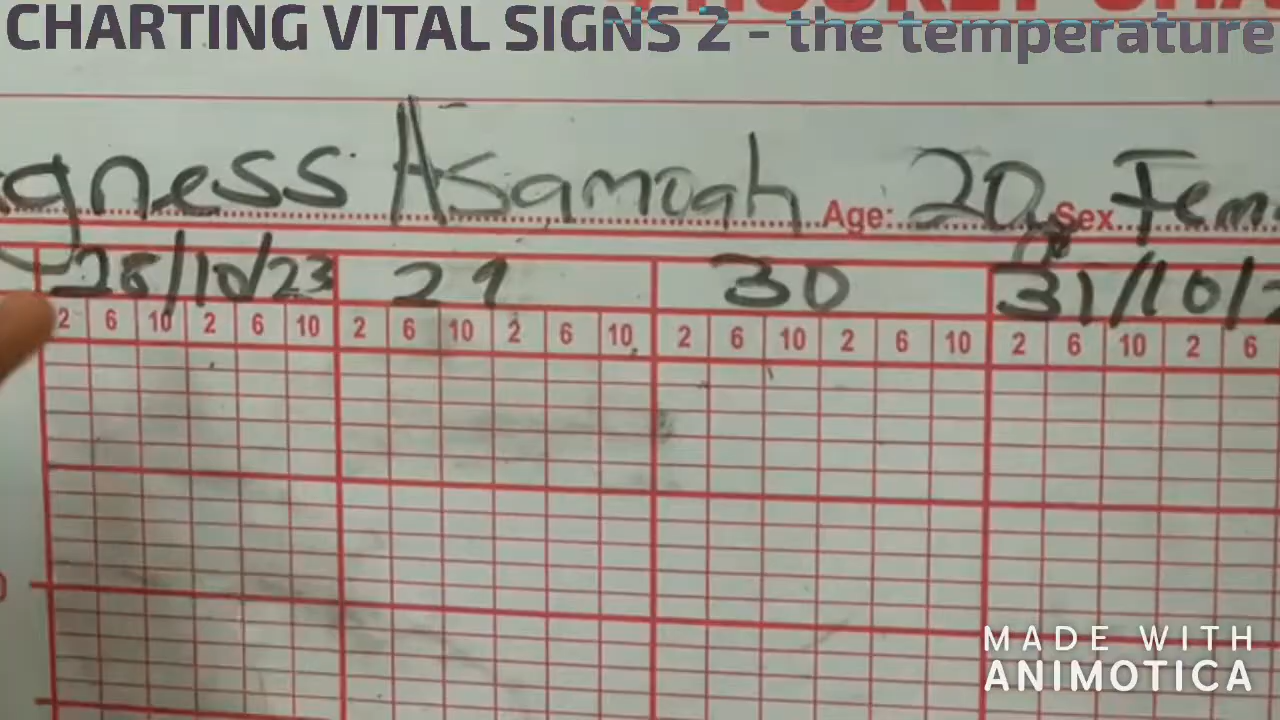 CHARTING VITAL SIGNS 2 - the temperature
gness Asamoah Age: 20 Sex Fem
28/10/23 29 30 31/10/2
2 6 10 2 6 10 2 6 10 2 6 10 2 6 10 2 6 10 2 6 10 2 6
MADE WITH
ANIMOTICA